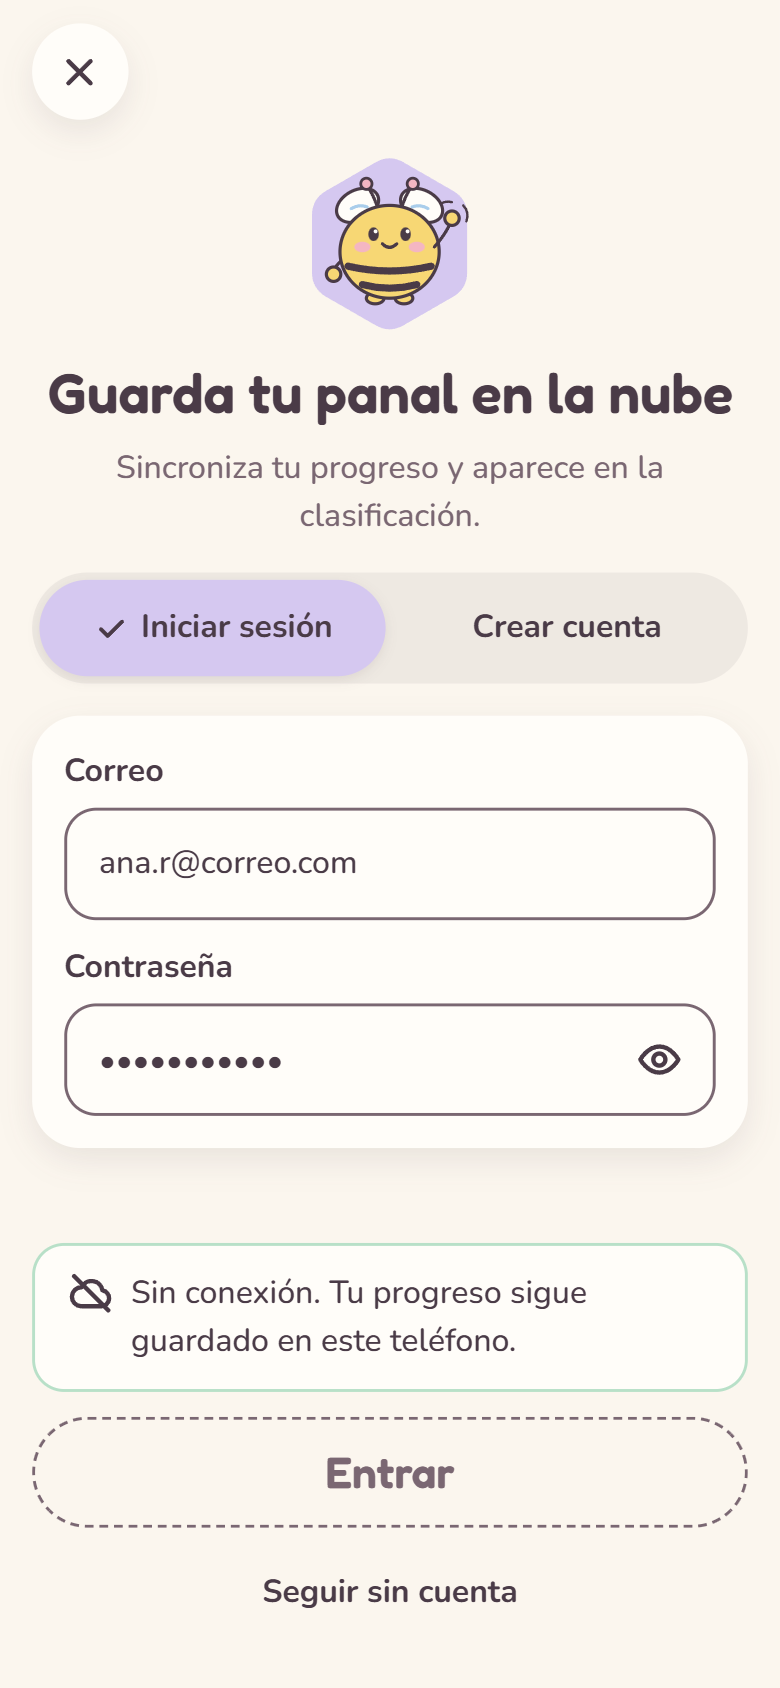 Guarda tu panal en la nube
Sincroniza tu progreso y aparece en la
clasificación.
Iniciar sesión
Crear cuenta
Correo
ana.r@correo.com
Contraseña
•••••••••••
Sin conexión. Tu progreso sigue
guardado en este teléfono.
Entrar
Seguir sin cuenta